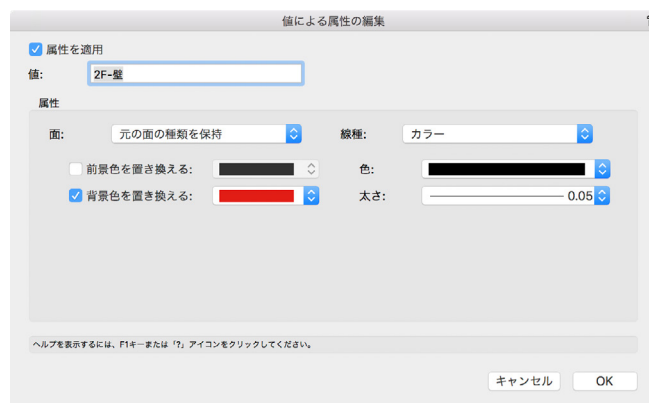 値による属性の編集
属性を適用
値: 2F-壁
属性
面: 元の面の種類を保持 線種: カラー
前景色を置き換える: 色:
背景色を置き換える: 太さ: 0.05
ヘルプを表示するには、F1キーまたは「?」アイコンをクリックしてください。
キャンセル OK